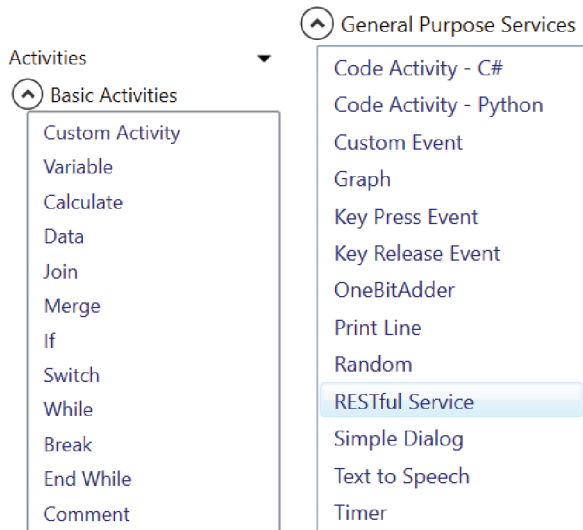 Activities
Basic Activities
Custom Activity
Variable
Calculate
Data
Join
Merge
If
Switch
While
Break
End While
Comment
General Purpose Services
Code Activity - C#
Code Activity - Python
Custom Event
Graph
Key Press Event
Key Release Event
OneBitAdder
Print Line
Random
RESTful Service
Simple Dialog
Text to Speech
Timer